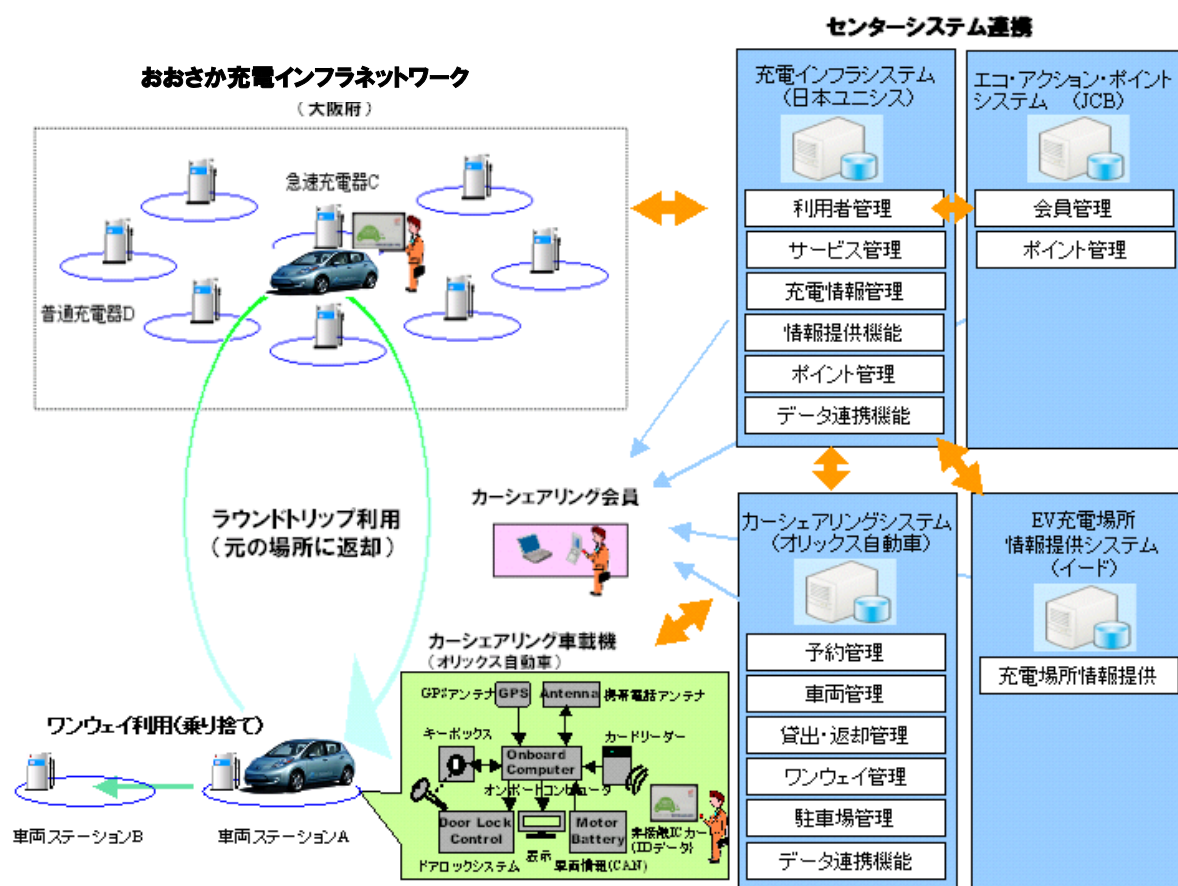 センターシステム連携
おおさか充電インフラネットワーク
(大阪府)
急速充電器C
普通充電器D
充電インフラシステム
(日本ユニシス)
利用者管理
サービス管理
充電情報管理
情報提供機能
ポイント管理
データ連携機能
エコ・アクション・ポイント
システム (JCB)
会員管理
ポイント管理
ラウンドトリップ利用
(元の場所に返却)
カーシェアリング会員
カーシェアリングシステム
(オリックス自動車)
予約管理
車両管理
貸出・返却管理
ワンウェイ管理
駐車場管理
データ連携機能
EV充電場所
情報提供システム
(イード)
充電場所情報提供
ワンウェイ利用(乗り捨て)
車両ステーションB
車両ステーションA
カーシェアリング車載機
(オリックス自動車)
GPSアンテナ
GPS
Antenna
携帯電話アンテナ
キーボックス
Onboard
Computer
カードリーダー
オンボードコンピュータ
Door Lock
Control
Motor
Battery
非接触ICカー
(IDデータ)
表示
ドアロックシステム
車両情報(CAN)